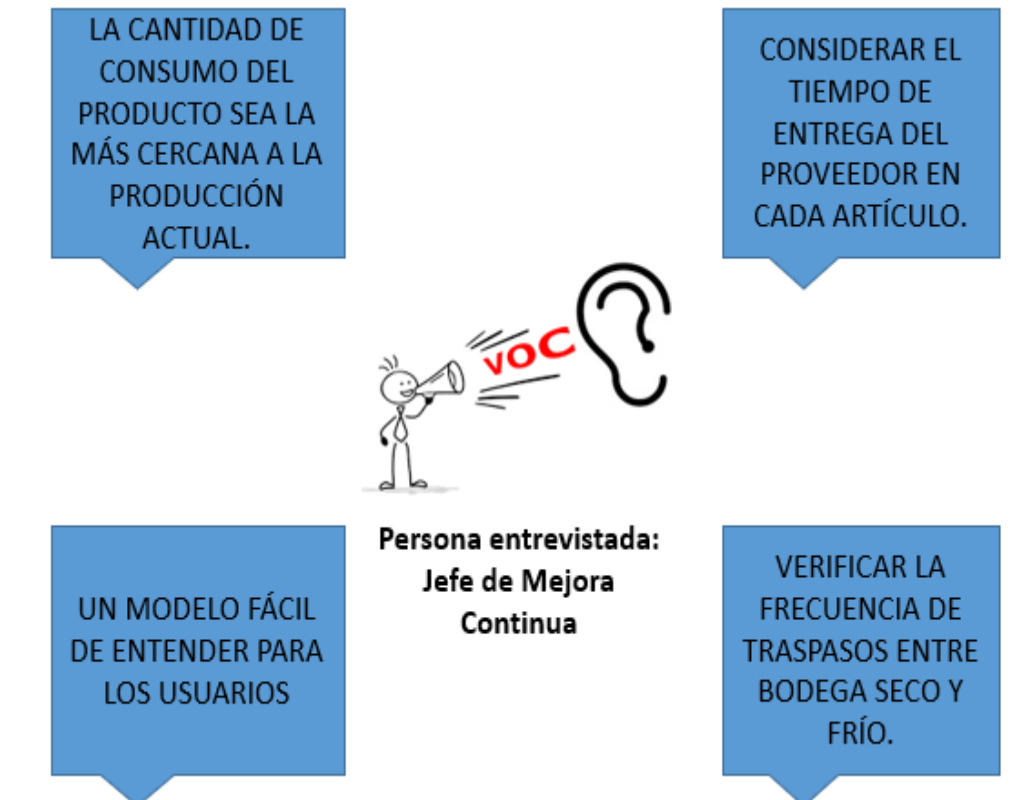 LA CANTIDAD DE
CONSUMO DEL
PRODUCTO SEA LA
MÁS CERCANA A LA
PRODUCCIÓN
ACTUAL.
CONSIDERAR EL
TIEMPO DE
ENTREGA DEL
PROVEEDOR EN
CADA ARTÍCULO.
VOC
Persona entrevistada:
Jefe de Mejora
Continua
UN MODELO FÁCIL
DE ENTENDER PARA
LOS USUARIOS
VERIFICAR LA
FRECUENCIA DE
TRASPASOS ENTRE
BODEGA SECO Y
FRÍO.